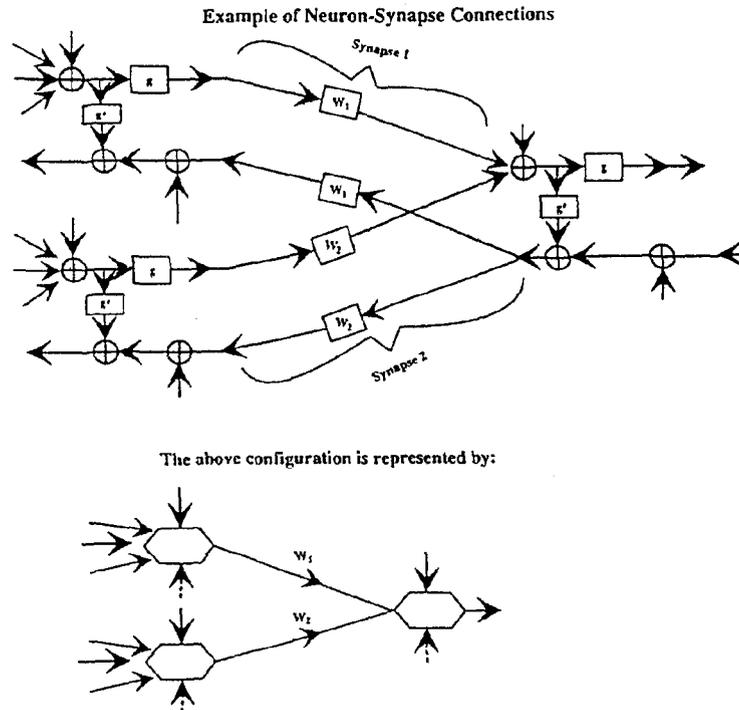 Example of Neuron-Synapse Connections
Synapse 1
g
W₁
g'
g
W₁
g'
g
W₂
g'
W₂
Synapse 2
The above configuration is represented by:
W₁
W₂